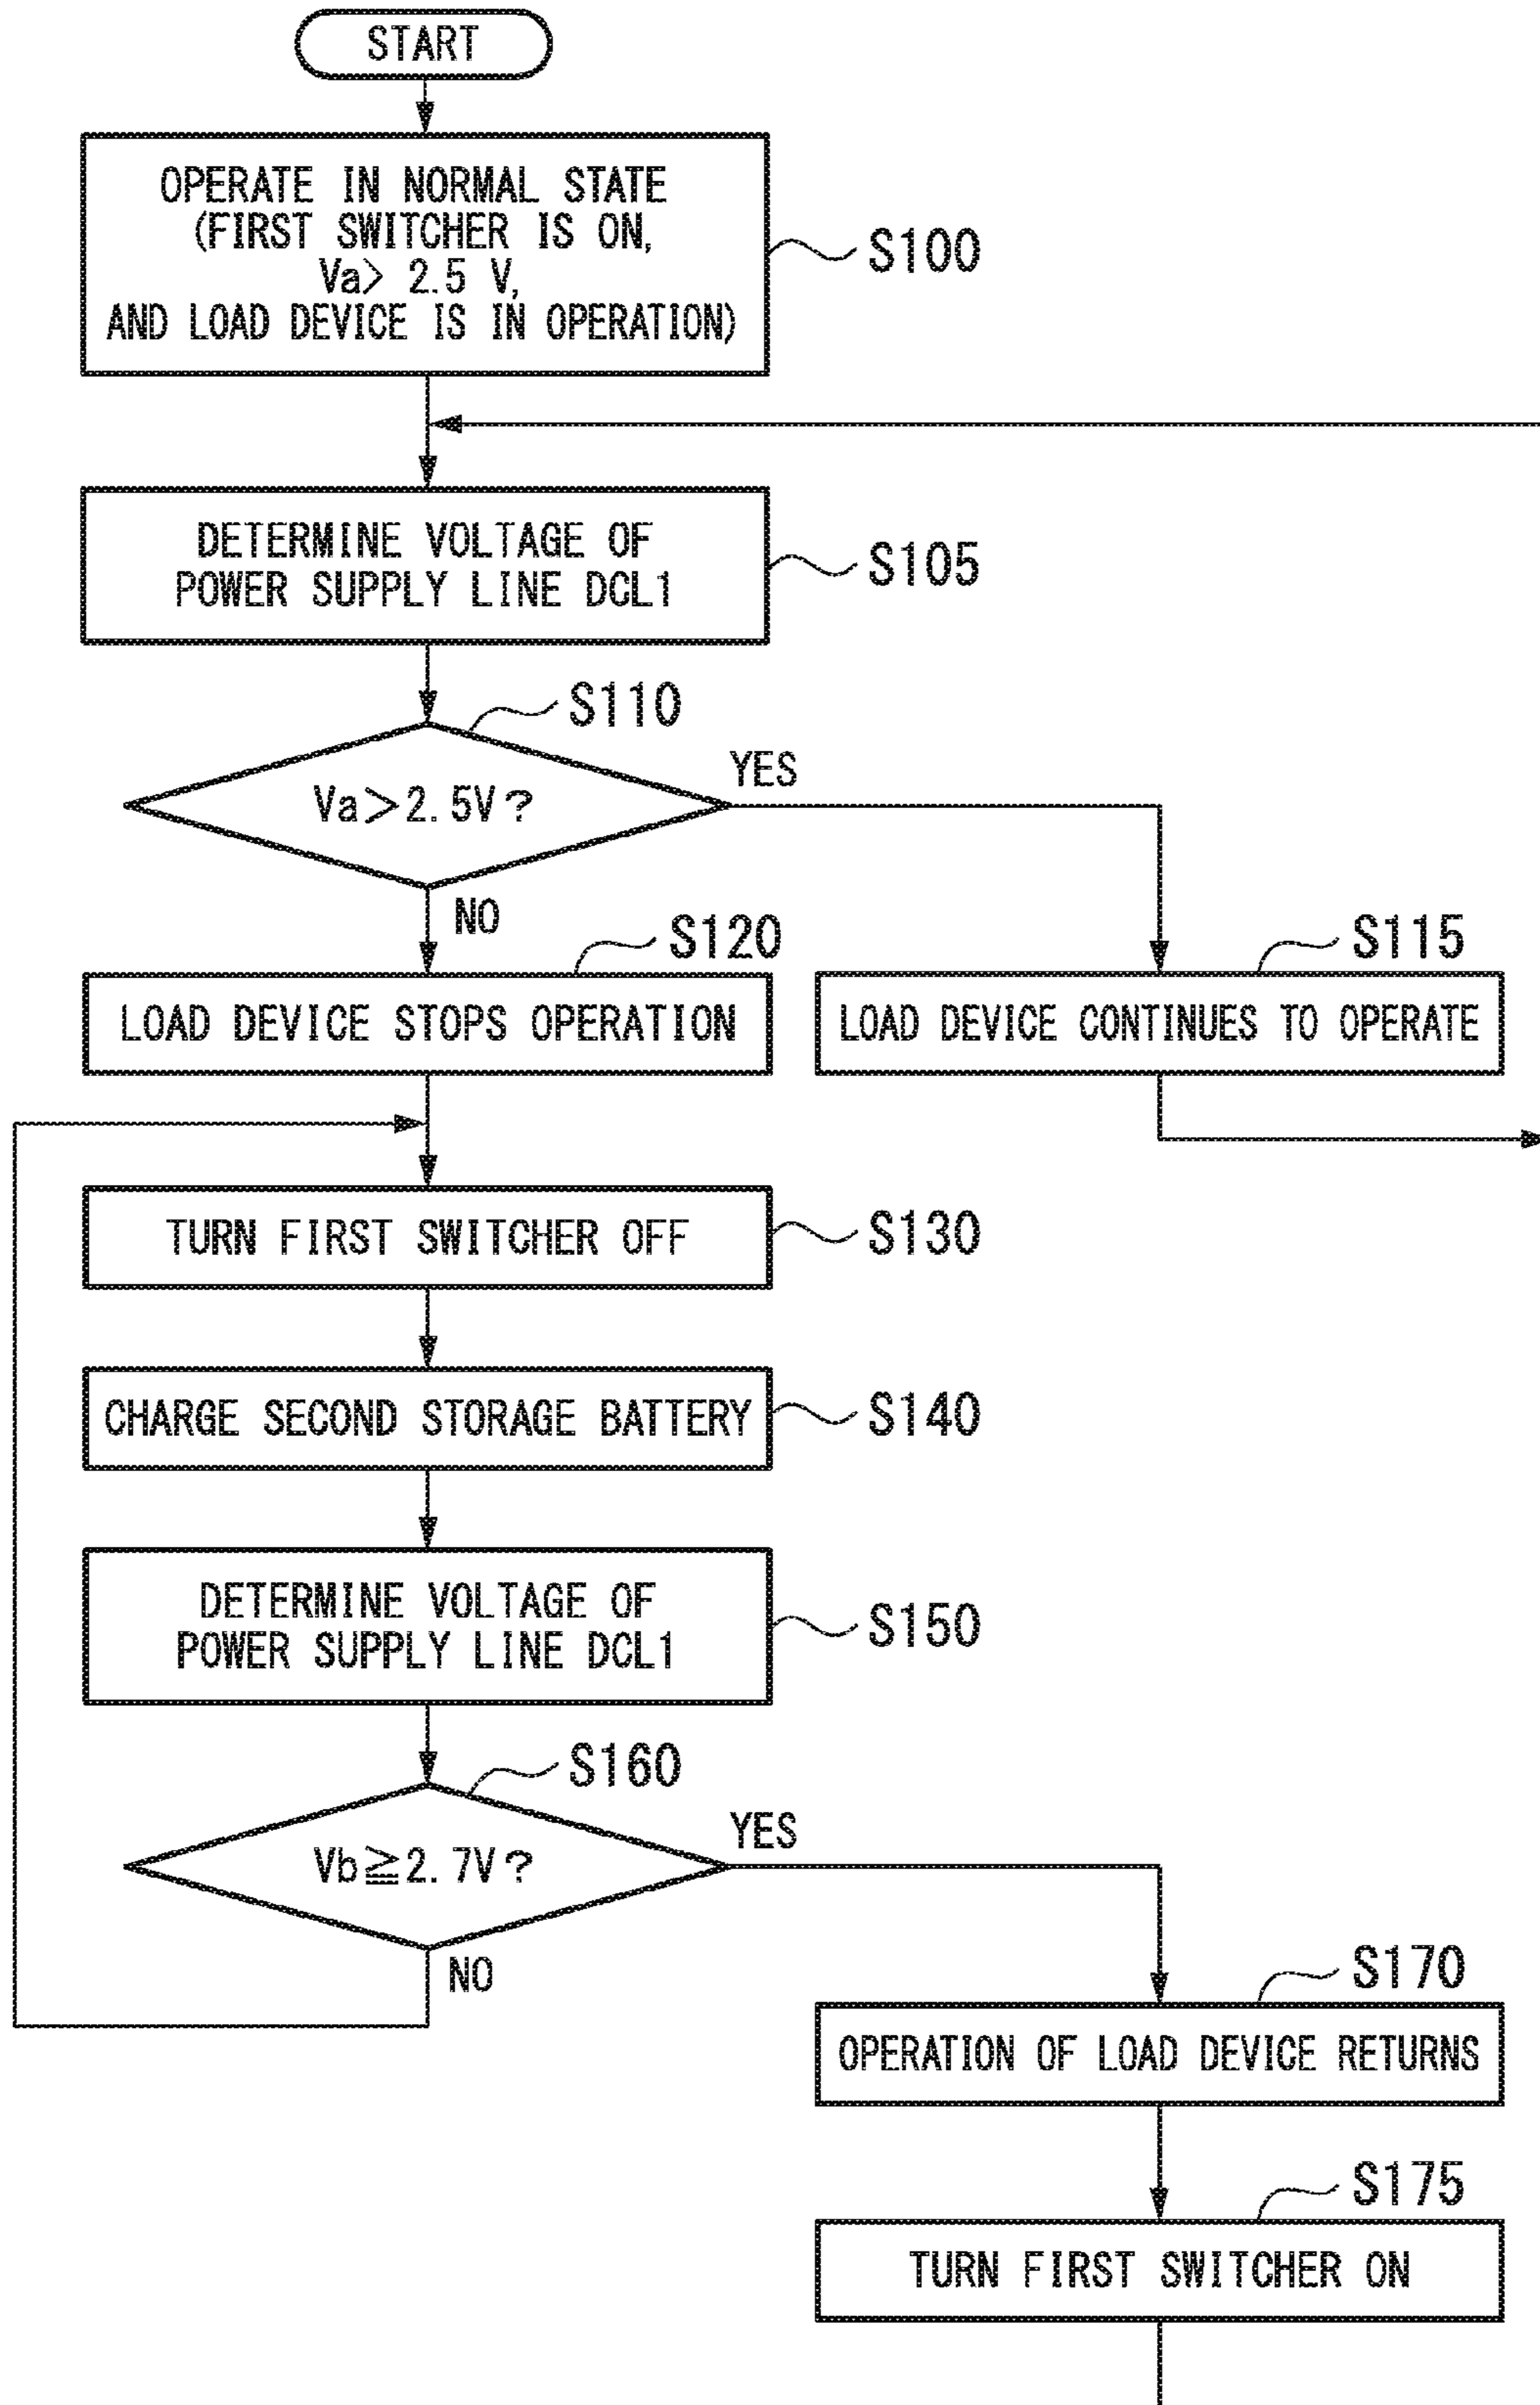 START
OPERATE IN NORMAL STATE
(FIRST SWITCHER IS ON,
Va> 2.5 V,
AND LOAD DEVICE IS IN OPERATION)
S100
DETERMINE VOLTAGE OF
POWER SUPPLY LINE DCL1
S105
S110
Va>2.5V?
YES
NO
S120
LOAD DEVICE STOPS OPERATION
S115
LOAD DEVICE CONTINUES TO OPERATE
TURN FIRST SWITCHER OFF
S130
CHARGE SECOND STORAGE BATTERY
S140
DETERMINE VOLTAGE OF
POWER SUPPLY LINE DCL1
S150
S160
Vb≧2.7V?
YES
NO
S170
OPERATION OF LOAD DEVICE RETURNS
S175
TURN FIRST SWITCHER ON